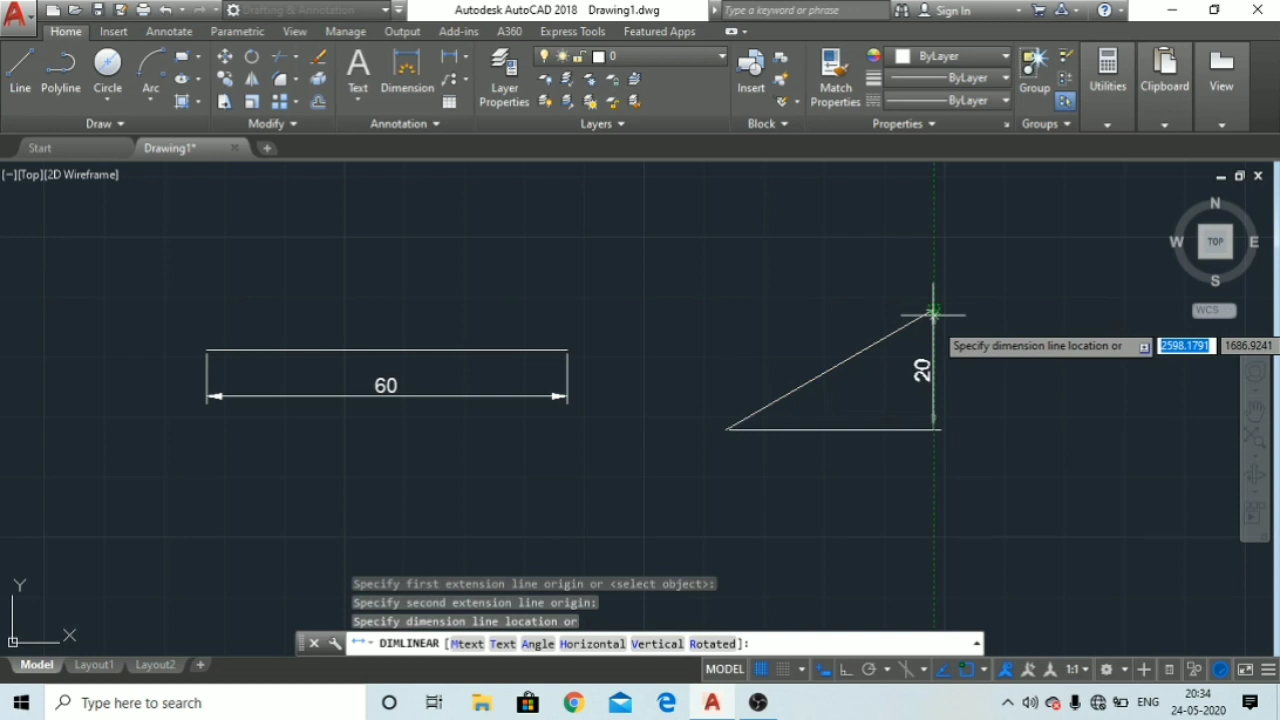 Drafting & Annotation
Autodesk AutoCAD 2018 Drawing1.dwg
Type a keyword or phrase
Sign In
Home Insert Annotate Parametric View Manage Output Add-ins A360 Express Tools Featured Apps
Line Polyline Circle Arc
Text Dimension
Layer Properties
0
Insert
Match Properties
ByLayer
ByLayer
ByLayer
Group
Utilities
Clipboard
View
Draw Modify Annotation Layers Block Properties Groups
Start Drawing1*
[−][Top][2D Wireframe]
N
W TOP E
S
WCS
Specify dimension line location or 2598.1791 1686.9241
20
60
Specify first extension line origin or <select object>:
Specify second extension line origin:
Specify dimension line location or
Y
X
DIMLINEAR [Mtext Text Angle Horizontal Vertical Rotated]:
Model Layout1 Layout2
MODEL
1:1
Type here to search
ENG
20:34
24-05-2020